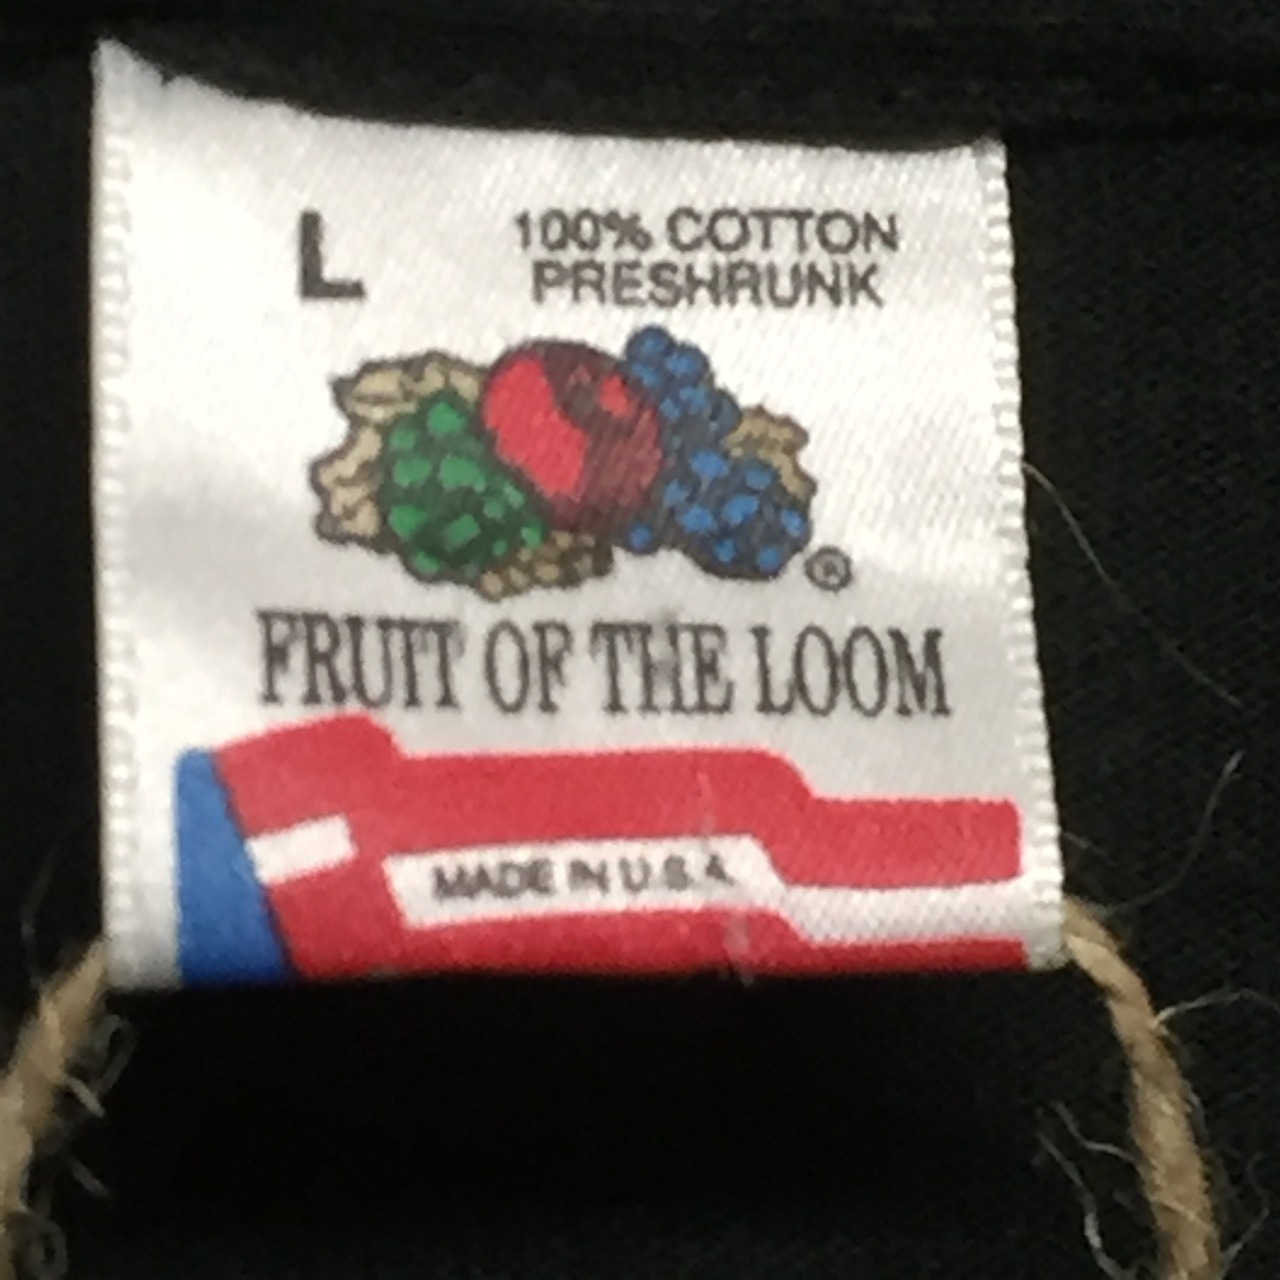 L
100% COTTON
PRESHRUNK
®
FRUIT OF THE LOOM
MADE IN U.S.A.